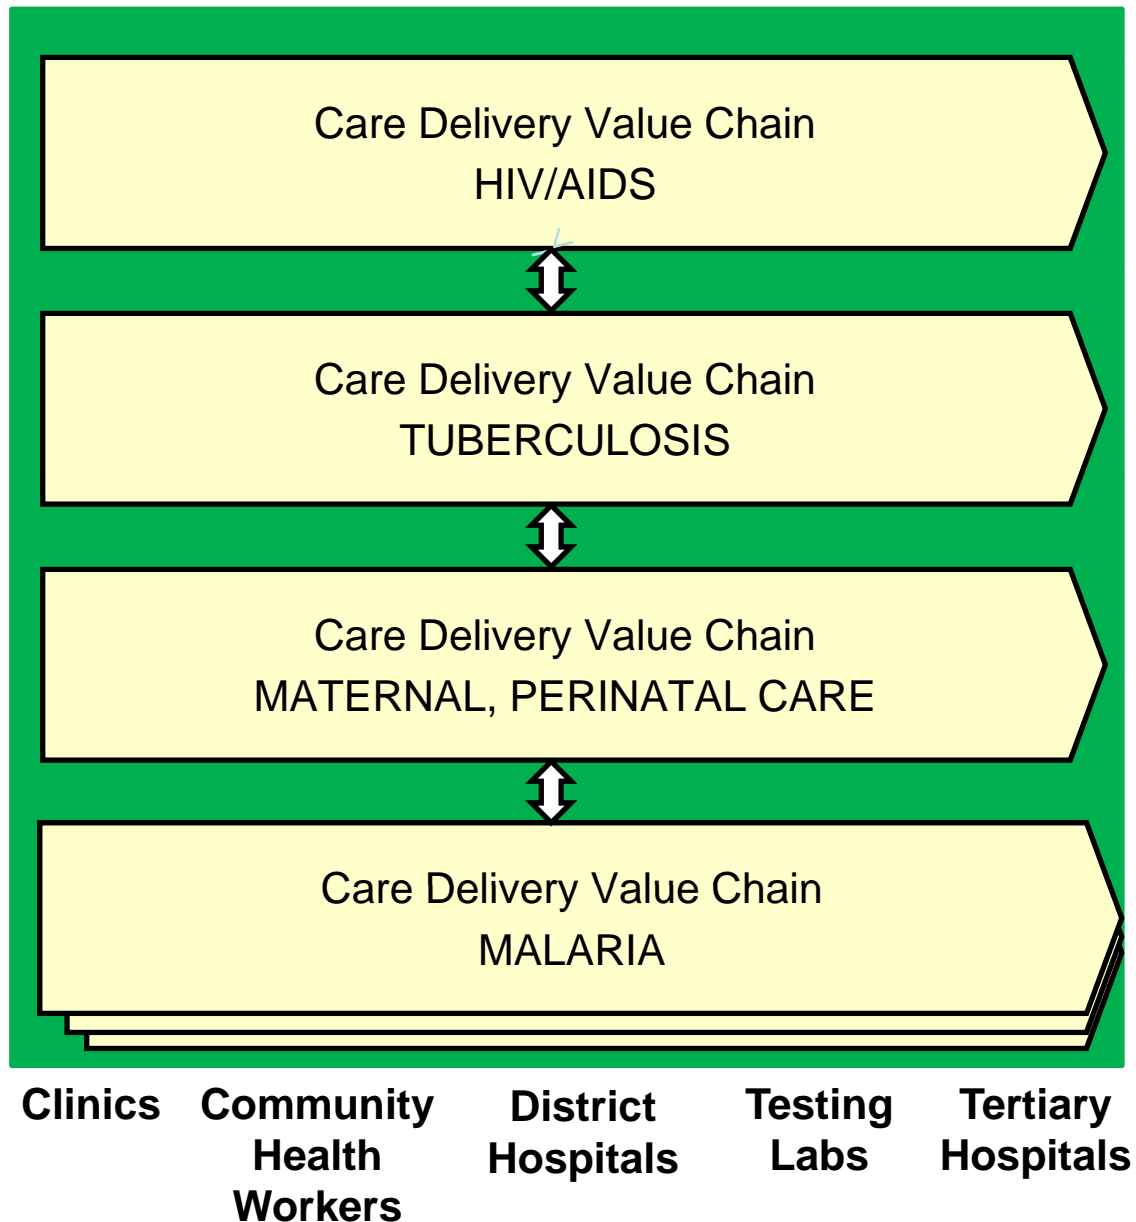 Care Delivery Value Chain
HIV/AIDS
Care Delivery Value Chain
TUBERCULOSIS
Care Delivery Value Chain
MATERNAL, PERINATAL CARE
Care Delivery Value Chain
MALARIA
Clinics
Community
Health
Workers
District
Hospitals
Testing
Labs
Tertiary
Hospitals